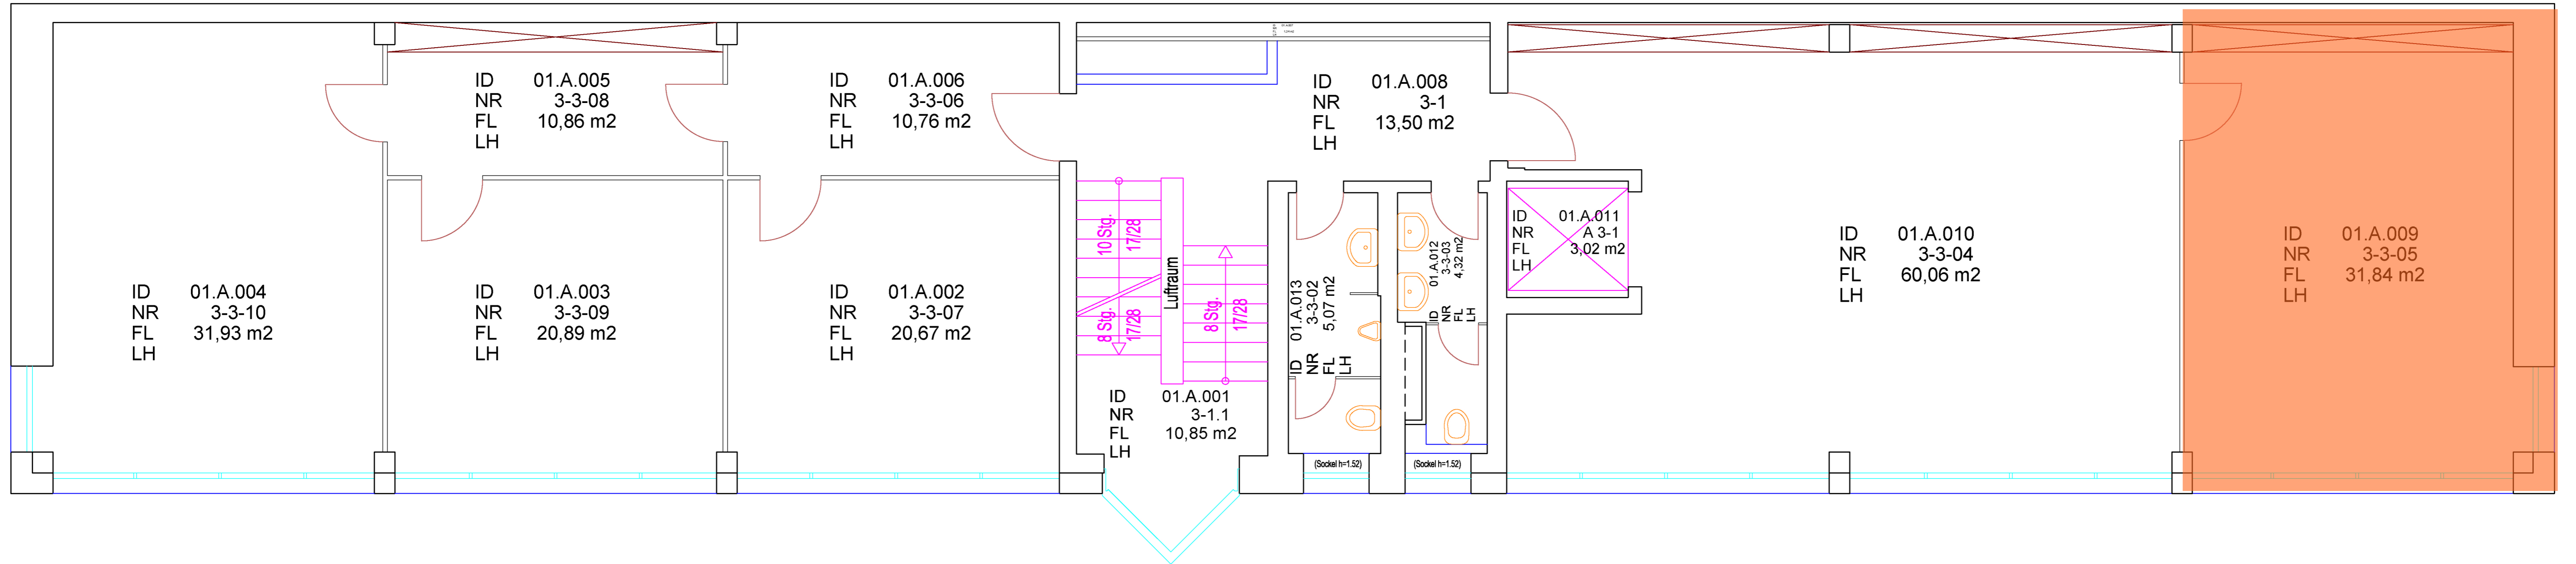 ID 01.A.005
NR 3-3-08
FL 10,86 m2
LH
ID 01.A.006
NR 3-3-06
FL 10,76 m2
LH
ID 01.A.008
NR 3-1
FL 13,50 m2
LH
ID 01.A.004
NR 3-3-10
FL 31,93 m2
LH
ID 01.A.003
NR 3-3-09
FL 20,89 m2
LH
ID 01.A.002
NR 3-3-07
FL 20,67 m2
LH
10 Stg.
17/28
8 Stg.
17/28
Luftraum
8 Stg.
17/28
ID 01.A.001
NR 3-1.1
FL 10,85 m2
LH
ID 01.A.013
NR 3-3-02
FL 5,07 m2
LH
ID 01.A.012
NR 3-3-03
FL 4,32 m2
LH
(Sockel h=1.52)
(Sockel h=1.52)
ID 01.A.011
NR A 3-1
FL 3,02 m2
LH
ID 01.A.010
NR 3-3-04
FL 60,06 m2
LH
ID 01.A.009
NR 3-3-05
FL 31,84 m2
LH